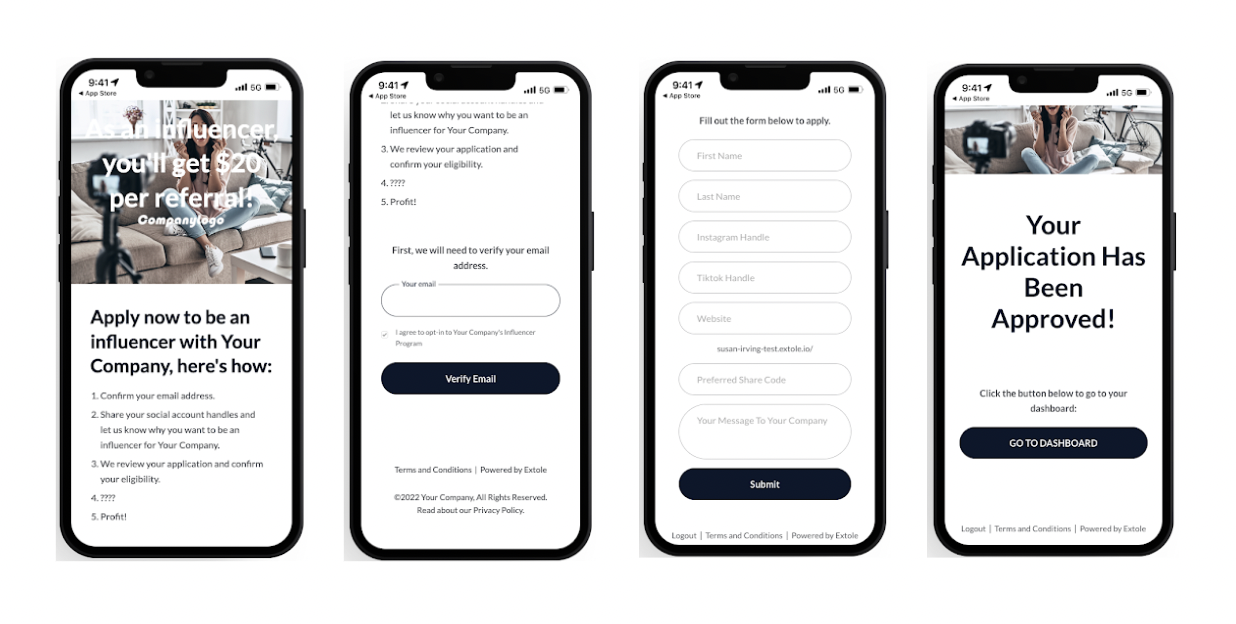 9:41
5G
◀ App Store
As an influencer,
you'll get $20
per referral!
Companylogo
Apply now to be an
influencer with Your
Company, here's how:
1. Confirm your email address.
2. Share your social account handles and
let us know why you want to be an
influencer for Your Company.
3. We review your application and confirm
your eligibility.
4. ????
5. Profit!
9:41
5G
◀ App Store
2. Share your social account handles and
let us know why you want to be an
influencer for Your Company.
3. We review your application and
confirm your eligibility.
4. ????
5. Profit!
First, we will need to verify your email
address.
Your email
I agree to opt-in to Your Company's Influencer
Program
Verify Email
Terms and Conditions | Powered by Extole
©2022 Your Company, All Rights Reserved.
Read about our Privacy Policy.
9:41
5G
◀ App Store
Fill out the form below to apply.
First Name
Last Name
Instagram Handle
Tiktok Handle
Website
susan-irving-test.extole.io/
Preferred Share Code
Your Message To Your Company
Submit
Logout | Terms and Conditions | Powered by Extole
9:41
5G
◀ App Store
Your
Application Has
Been
Approved!
Click the button below to go to your
dashboard:
GO TO DASHBOARD
Logout | Terms and Conditions | Powered by Extole